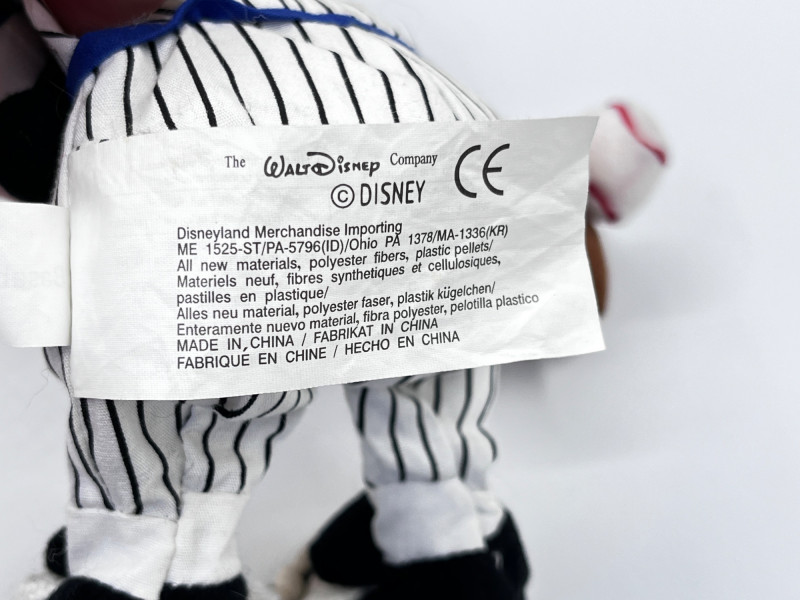 The WALT DISNEY Company CE
© DISNEY
Disneyland Merchandise Importing
ME 1525-ST/PA-5796(ID)/Ohio PA 1378/MA-1336(KR)
All new materials, polyester fibers, plastic pellets/
Materiels neuf, fibres synthetiques et cellulosiques,
pastilles en plastique/
Alles neu material, polyester faser, plastik kügelchen/
Enteramente nuevo material, fibra polyester, pelotilla plastico
MADE IN CHINA / FABRIKAT IN CHINA
FABRIQUE EN CHINE / HECHO EN CHINA